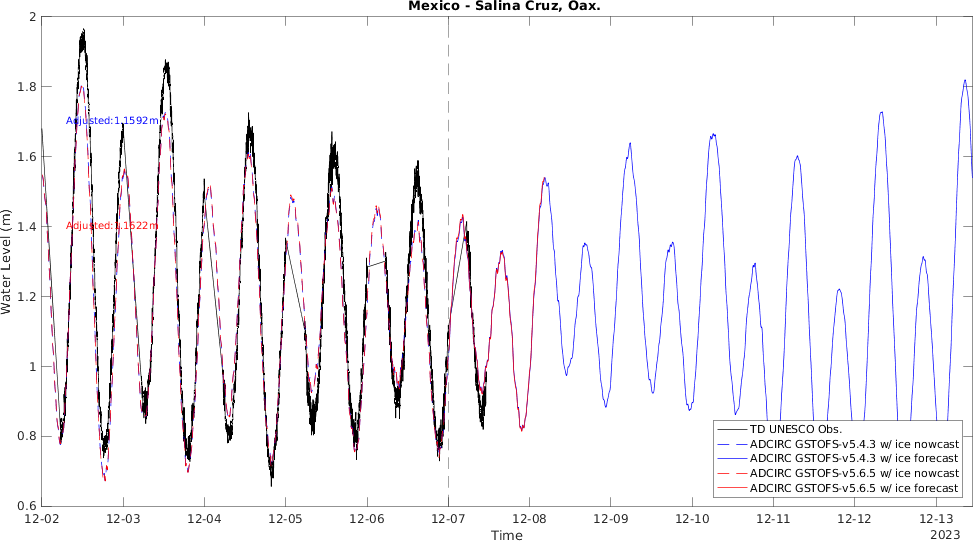 Mexico - Salina Cruz, Oax.
2
1.8
1.6
1.4
1.2
1
0.8
0.6
Water Level (m)
Adjusted:1.1592m
Adjusted:1.1522m
TD UNESCO Obs.
ADCIRC GSTOFS-v5.4.3 w/ ice nowcast
ADCIRC GSTOFS-v5.4.3 w/ ice forecast
ADCIRC GSTOFS-v5.6.5 w/ ice nowcast
ADCIRC GSTOFS-v5.6.5 w/ ice forecast
12-02 12-03 12-04 12-05 12-06 12-07 12-08 12-09 12-10 12-11 12-12 12-13
2023
Time